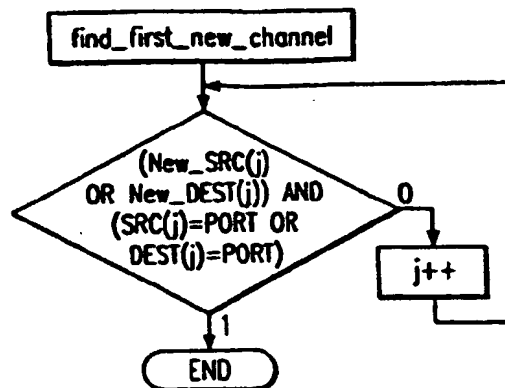 find_first_new_channel
(New_SRC(j)
OR New_DEST(j)) AND
(SRC(j)=PORT OR
DEST(j)=PORT)
0
j++
1
END